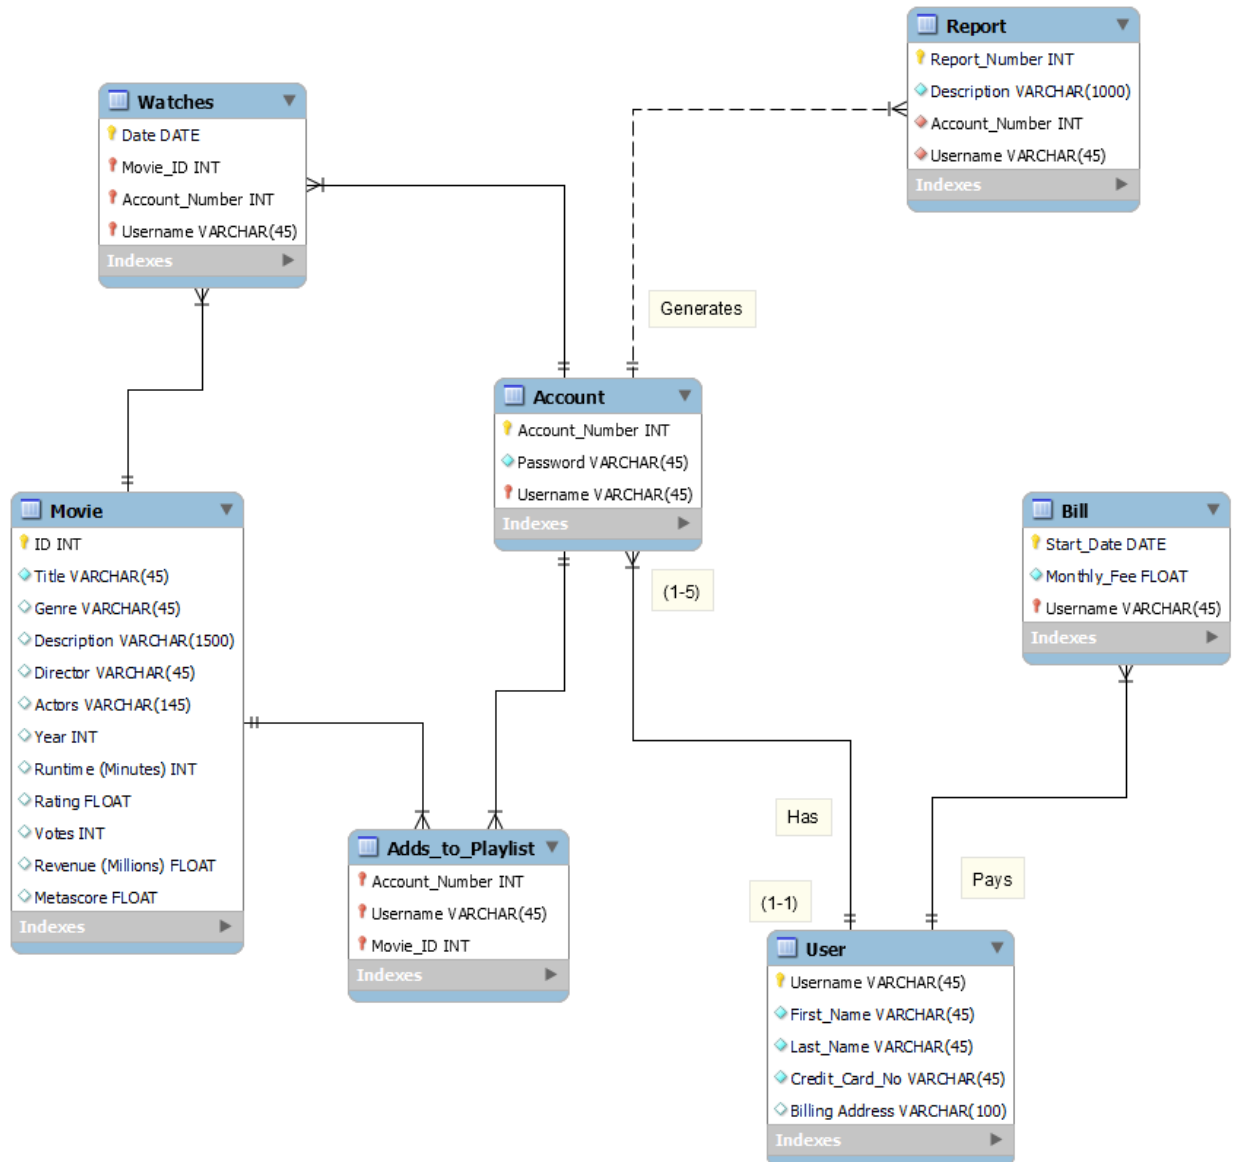 Report
Report_Number INT
Description VARCHAR(1000)
Account_Number INT
Username VARCHAR(45)
Indexes
Watches
Date DATE
Movie_ID INT
Account_Number INT
Username VARCHAR(45)
Indexes
Generates
Account
Account_Number INT
Password VARCHAR(45)
Username VARCHAR(45)
Indexes
(1-5)
Movie
ID INT
Title VARCHAR(45)
Genre VARCHAR(45)
Description VARCHAR(1500)
Director VARCHAR(45)
Actors VARCHAR(145)
Year INT
Runtime (Minutes) INT
Rating FLOAT
Votes INT
Revenue (Millions) FLOAT
Metascore FLOAT
Indexes
Bill
Start_Date DATE
Monthly_Fee FLOAT
Username VARCHAR(45)
Indexes
Adds_to_Playlist
Account_Number INT
Username VARCHAR(45)
Movie_ID INT
Indexes
Has
(1-1)
Pays
User
Username VARCHAR(45)
First_Name VARCHAR(45)
Last_Name VARCHAR(45)
Credit_Card_No VARCHAR(45)
Billing Address VARCHAR(100)
Indexes